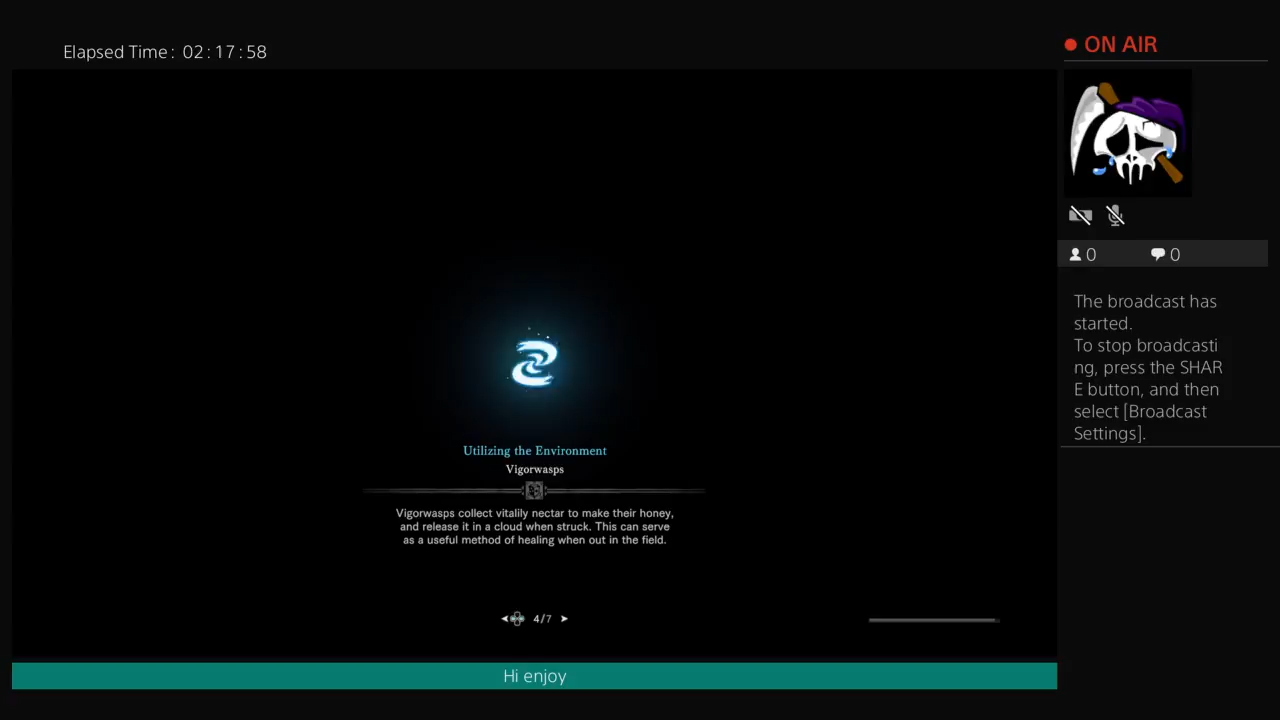 Elapsed Time: 02:17:58
ON AIR
0 0
The broadcast has
started.
To stop broadcasti
ng, press the SHAR
E button, and then
select [Broadcast
Settings].
Utilizing the Environment
Vigorwasps
Vigorwasps collect vitalily nectar to make their honey,
and release it in a cloud when struck. This can serve
as a useful method of healing when out in the field.
4/7
Hi enjoy